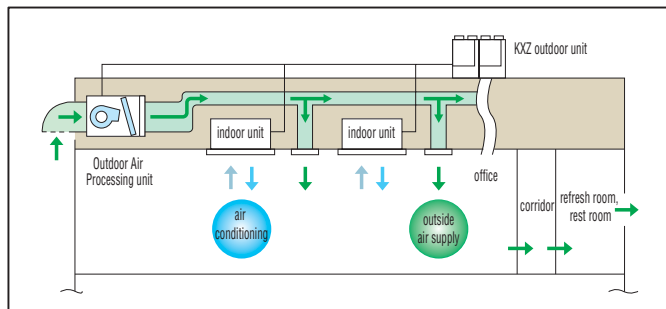 KXZ outdoor unit
indoor unit
indoor unit
Outdoor Air
Processing unit
office
air
conditioning
outside
air supply
corridor
refresh room,
rest room